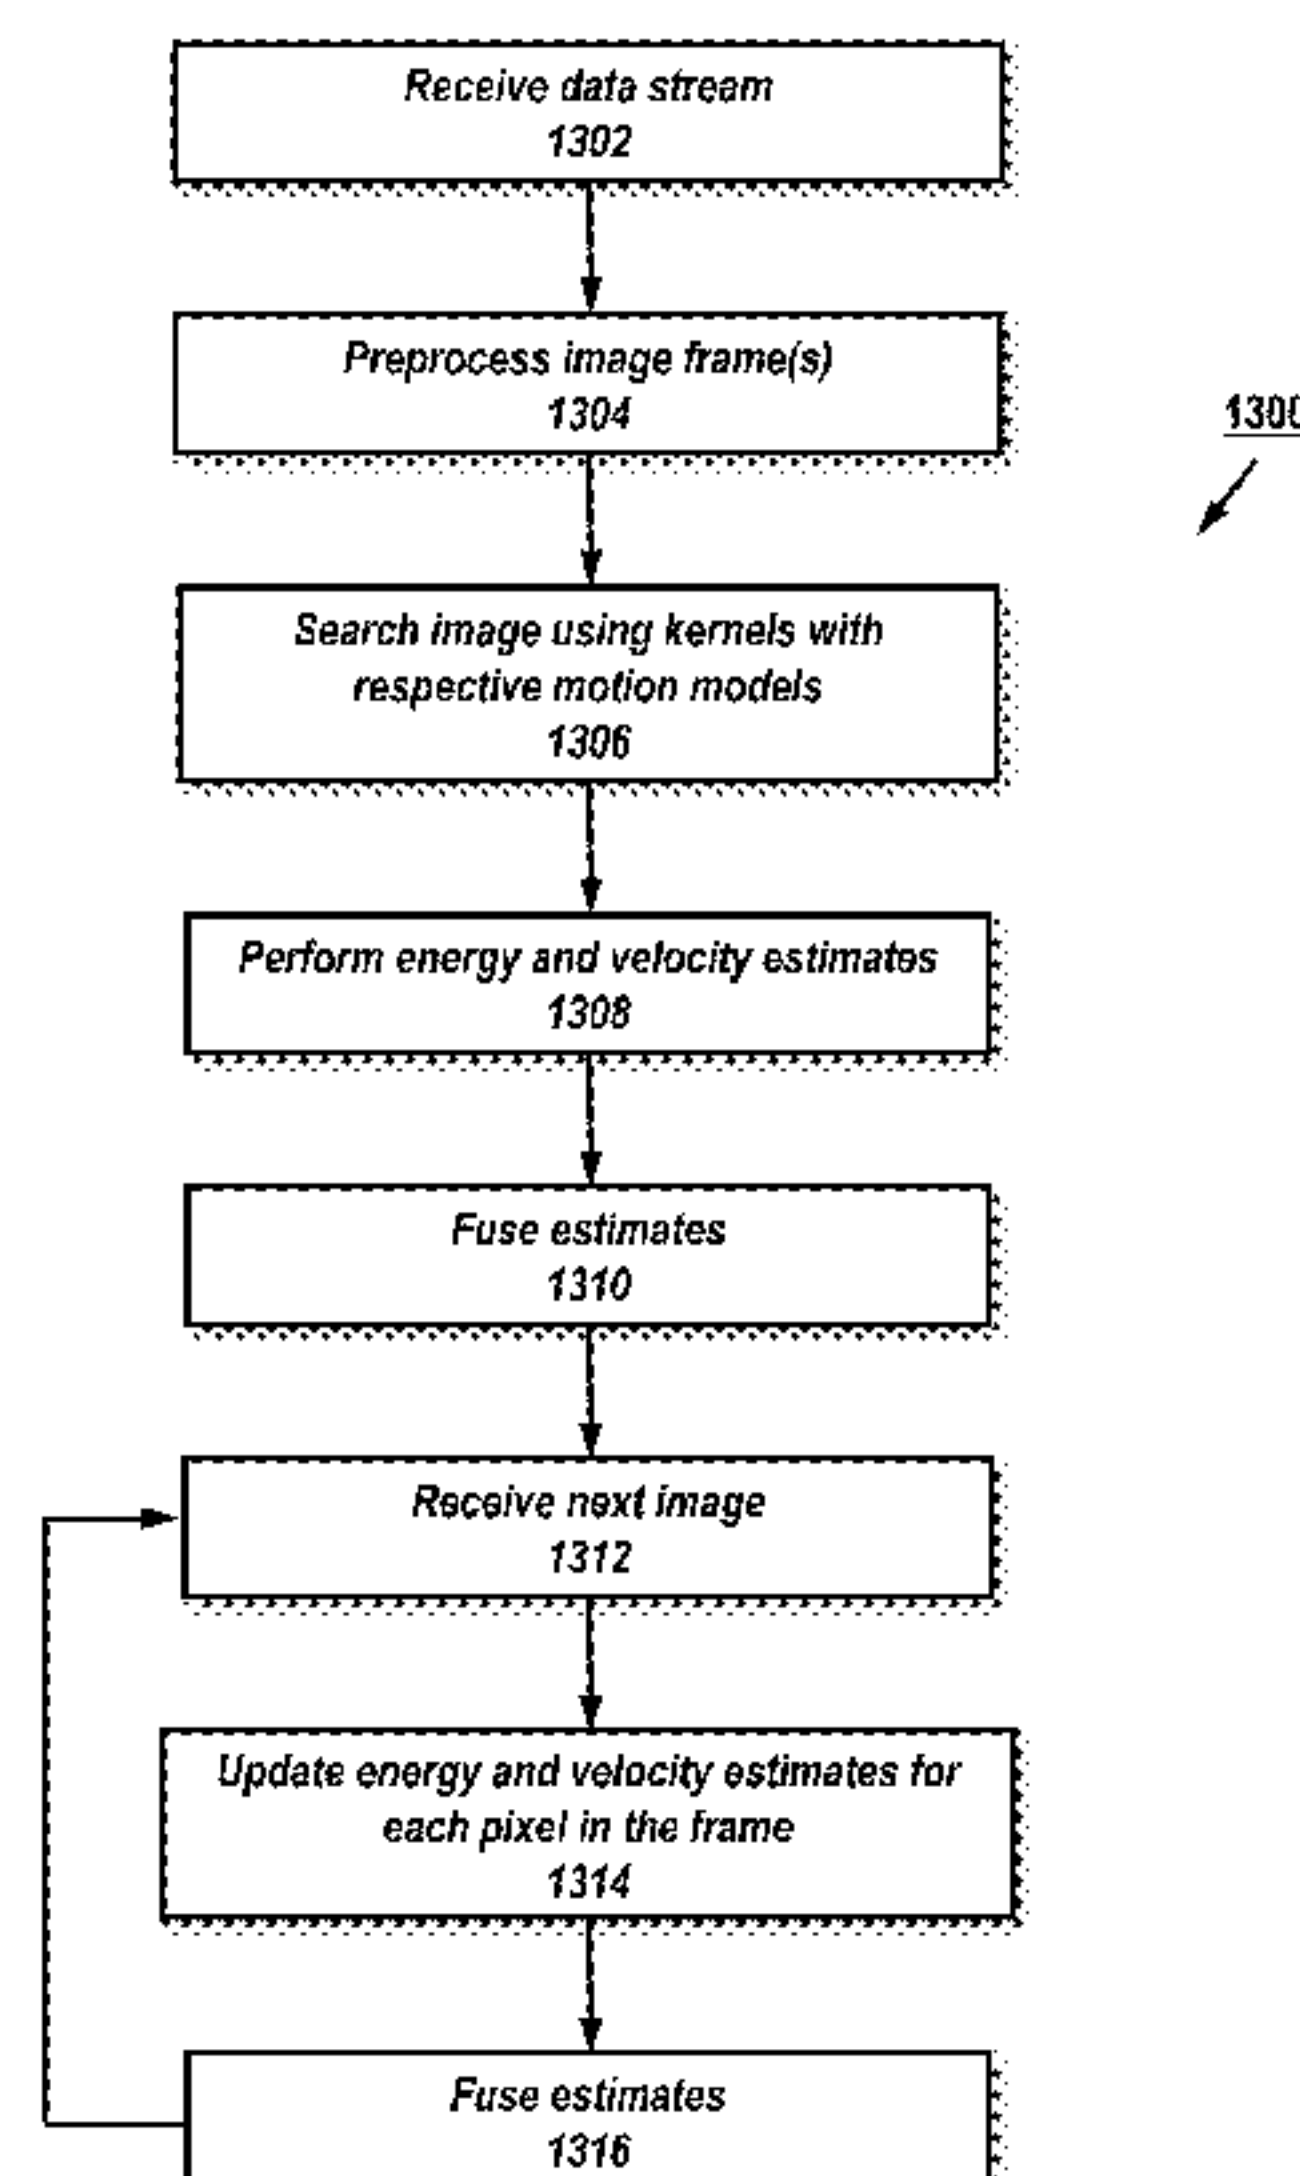 Receive data stream
1302
Preprocess image frame(s)
1304
1300
Search image using kernels with
respective motion models
1306
Perform energy and velocity estimates
1308
Fuse estimates
1310
Receive next image
1312
Update energy and velocity estimates for
each pixel in the frame
1314
Fuse estimates
1316